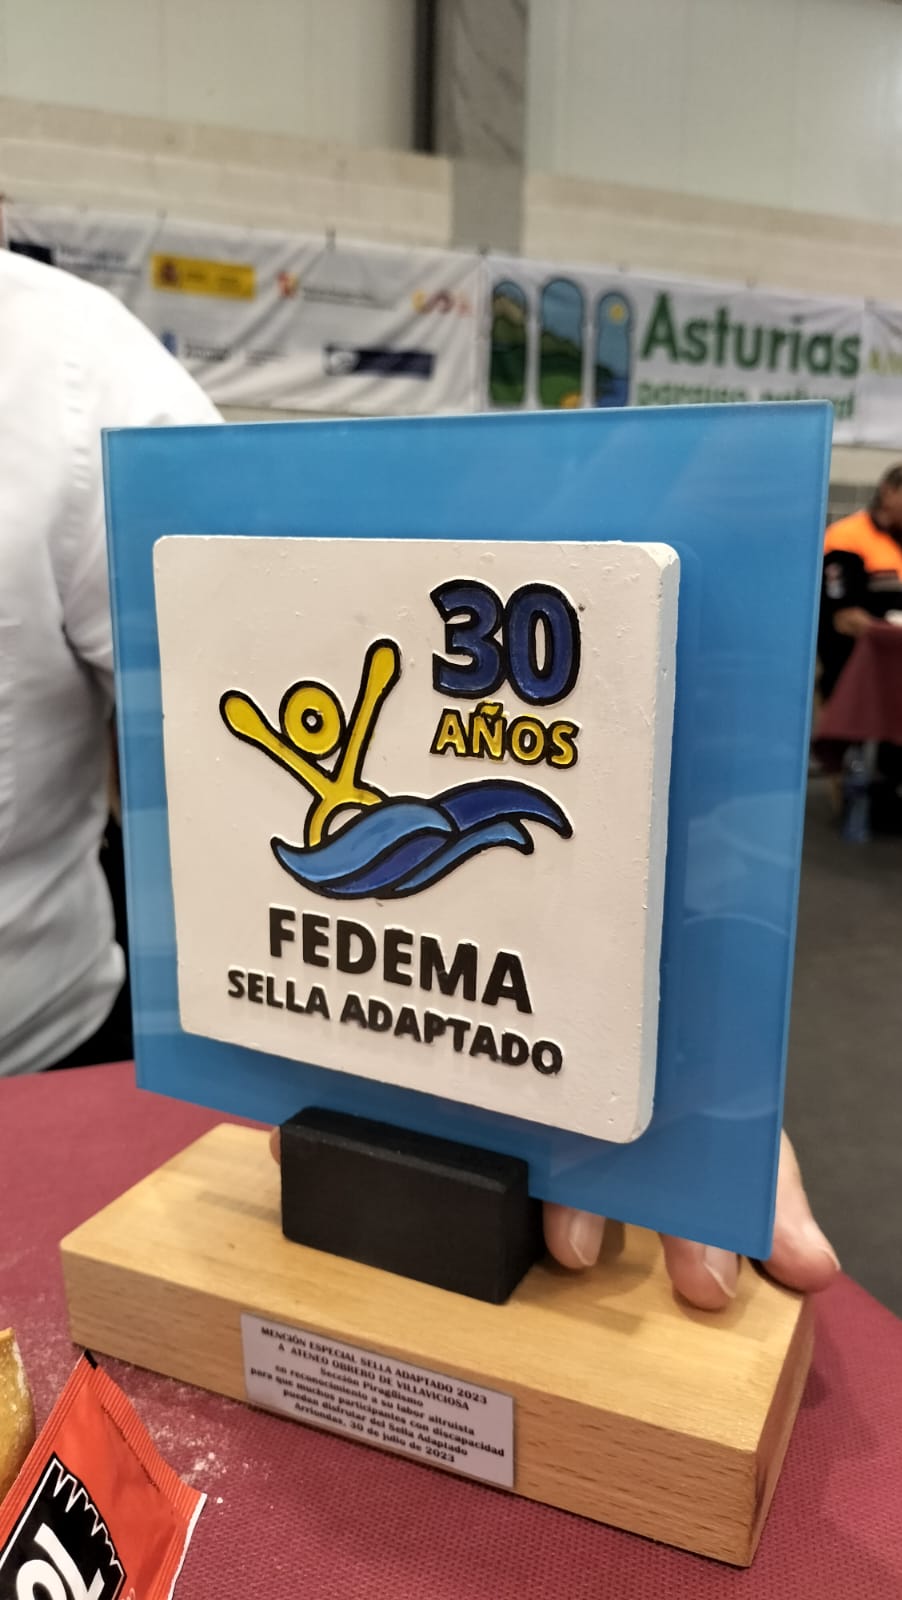 Asturias
paraíso natural
30
AÑOS
FEDEMA
SELLA ADAPTADO
MENCIÓN ESPECIAL SELLA ADAPTADO 2023
A ATENEO OBRERO DE VILLAVICIOSA
Sección Piragüismo
en reconocimiento a su labor altruista
para que muchos participantes con discapacidad
puedan disfrutar del Sella Adaptado
Arriondas, 30 de julio de 2023